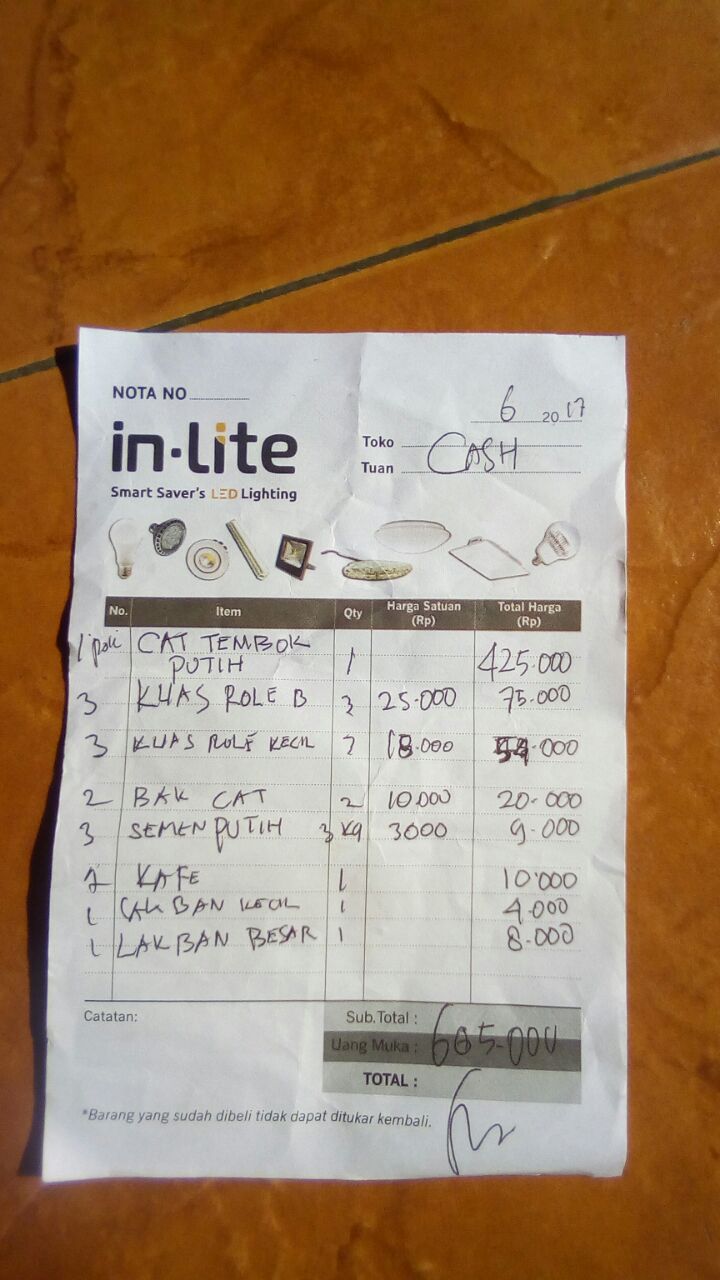 NOTA NO
6 2017
in·lite
Toko
Tuan CASH
Smart Saver's LED Lighting
No. Item Qty Harga Satuan (Rp) Total Harga (Rp)
1 CAT TEMBOK PUTIH 1 425.000
3 KUAS ROLE B 3 25.000 75.000
3 KUAS ROLE KECIL 18.000 54.000
2 BAK CAT 2 10.000 20.000
3 SEMEN PUTIH 3 Kg 3000 9.000
KAFE 1 10.000
1 LAKBAN KECIL 1 4.000
1 LAKBAN BESAR 1 8.000
Catatan:
Sub.Total :
Uang Muka : 605.000
TOTAL :
*Barang yang sudah dibeli tidak dapat ditukar kembali.